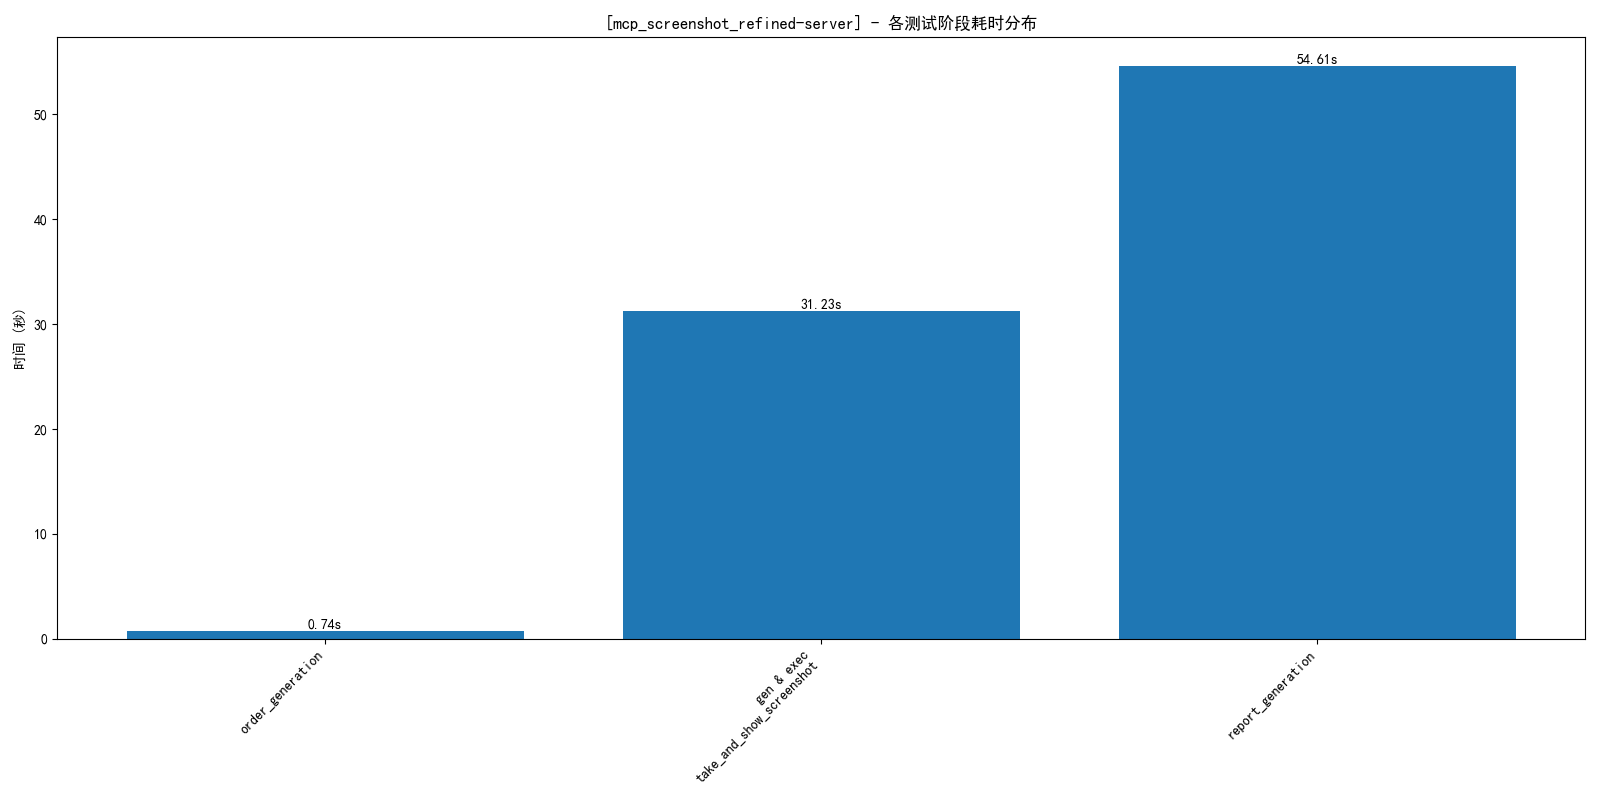 [mcp_screenshot_refined-server] - 各测试阶段耗时分布
时间 (秒)
50
40
30
20
10
0
0.74s
31.23s
54.61s
order_generation
gen & exec
take_and_show_screenshot
report_generation